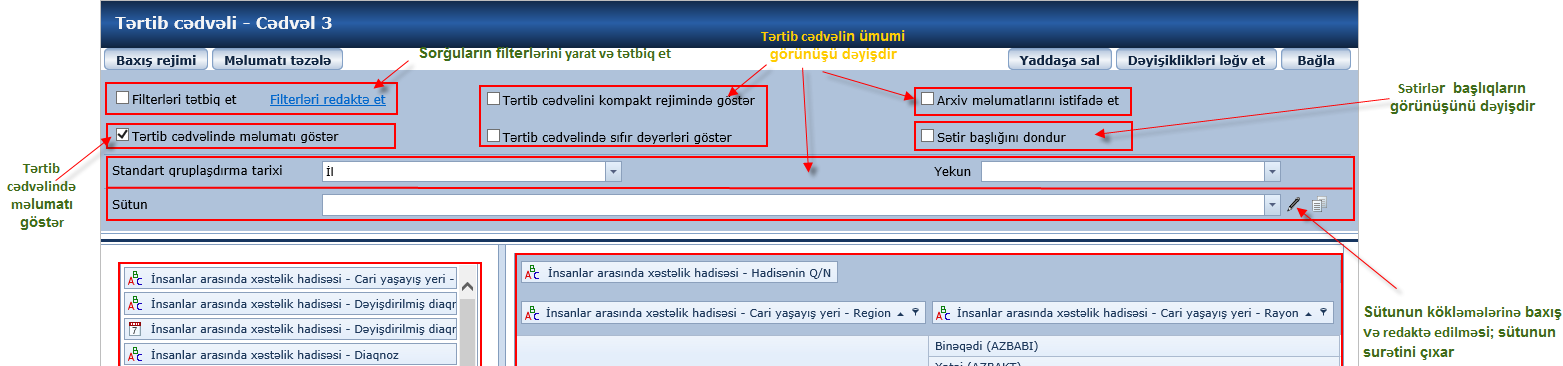 Tərtib cədvəli - Cədvəl 3
Baxış rejimi
Məlumatı təzələ
Sorğuların filterlərini yarat və tətbiq et
Tərtib cədvəlin ümumi
görünüşü dəyişdir
Yaddaşa sal
Dəyişiklikləri ləğv et
Bağla
Filterləri tətbiq et
Filterləri redaktə et
Tərtib cədvəlini kompakt rejimində göstər
Arxiv məlumatlarını istifadə et
Sətirlər başlıqların
görünüşünü dəyişdir
Tərtib cədvəlində məlumatı göstər
Tərtib cədvəlində sıfır dəyərləri göstər
Sətir başlığını dondur
Tərtib
cədvəlində
məlumatı
göstər
Standart qruplaşdırma tarixi
İl
Yekun
Sütun
İnsanlar arasında xəstəlik hadisəsi - Cari yaşayış yeri -
İnsanlar arasında xəstəlik hadisəsi - Dəyişdirilmiş diaqr
7 İnsanlar arasında xəstəlik hadisəsi - Dəyişdirilmiş diaqr
İnsanlar arasında xəstəlik hadisəsi - Diaqnoz
İnsanlar arasında xəstəlik hadisəsi - Hadisənin Q/N
İnsanlar arasında xəstəlik hadisəsi - Cari yaşayış yeri - Region
İnsanlar arasında xəstəlik hadisəsi - Cari yaşayış yeri - Rayon
Binəqədi (AZBABI)
Sütunun kökləmələrinə baxış
və redaktə edilməsi; sütunun
surətini çıxar